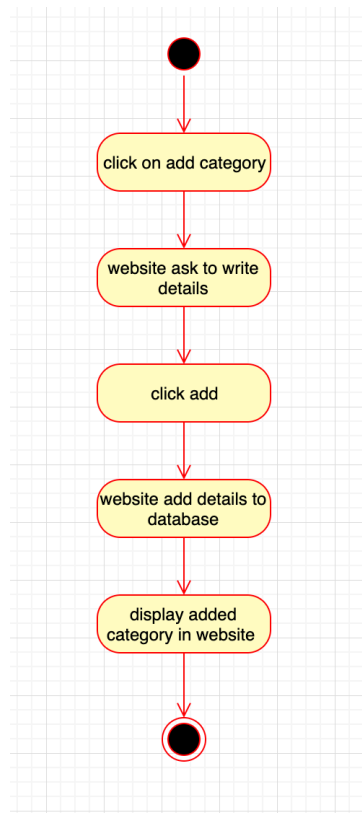 click on add category
website ask to write
details
click add
website add details to
database
display added
category in website